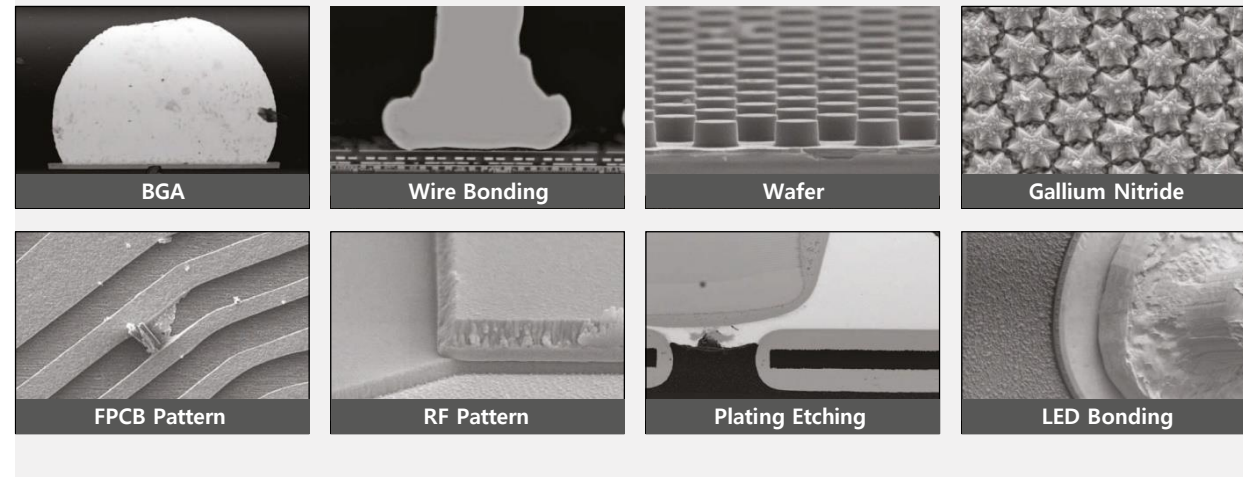 BGA
Wire Bonding
Wafer
Gallium Nitride
FPCB Pattern
RF Pattern
Plating Etching
LED Bonding